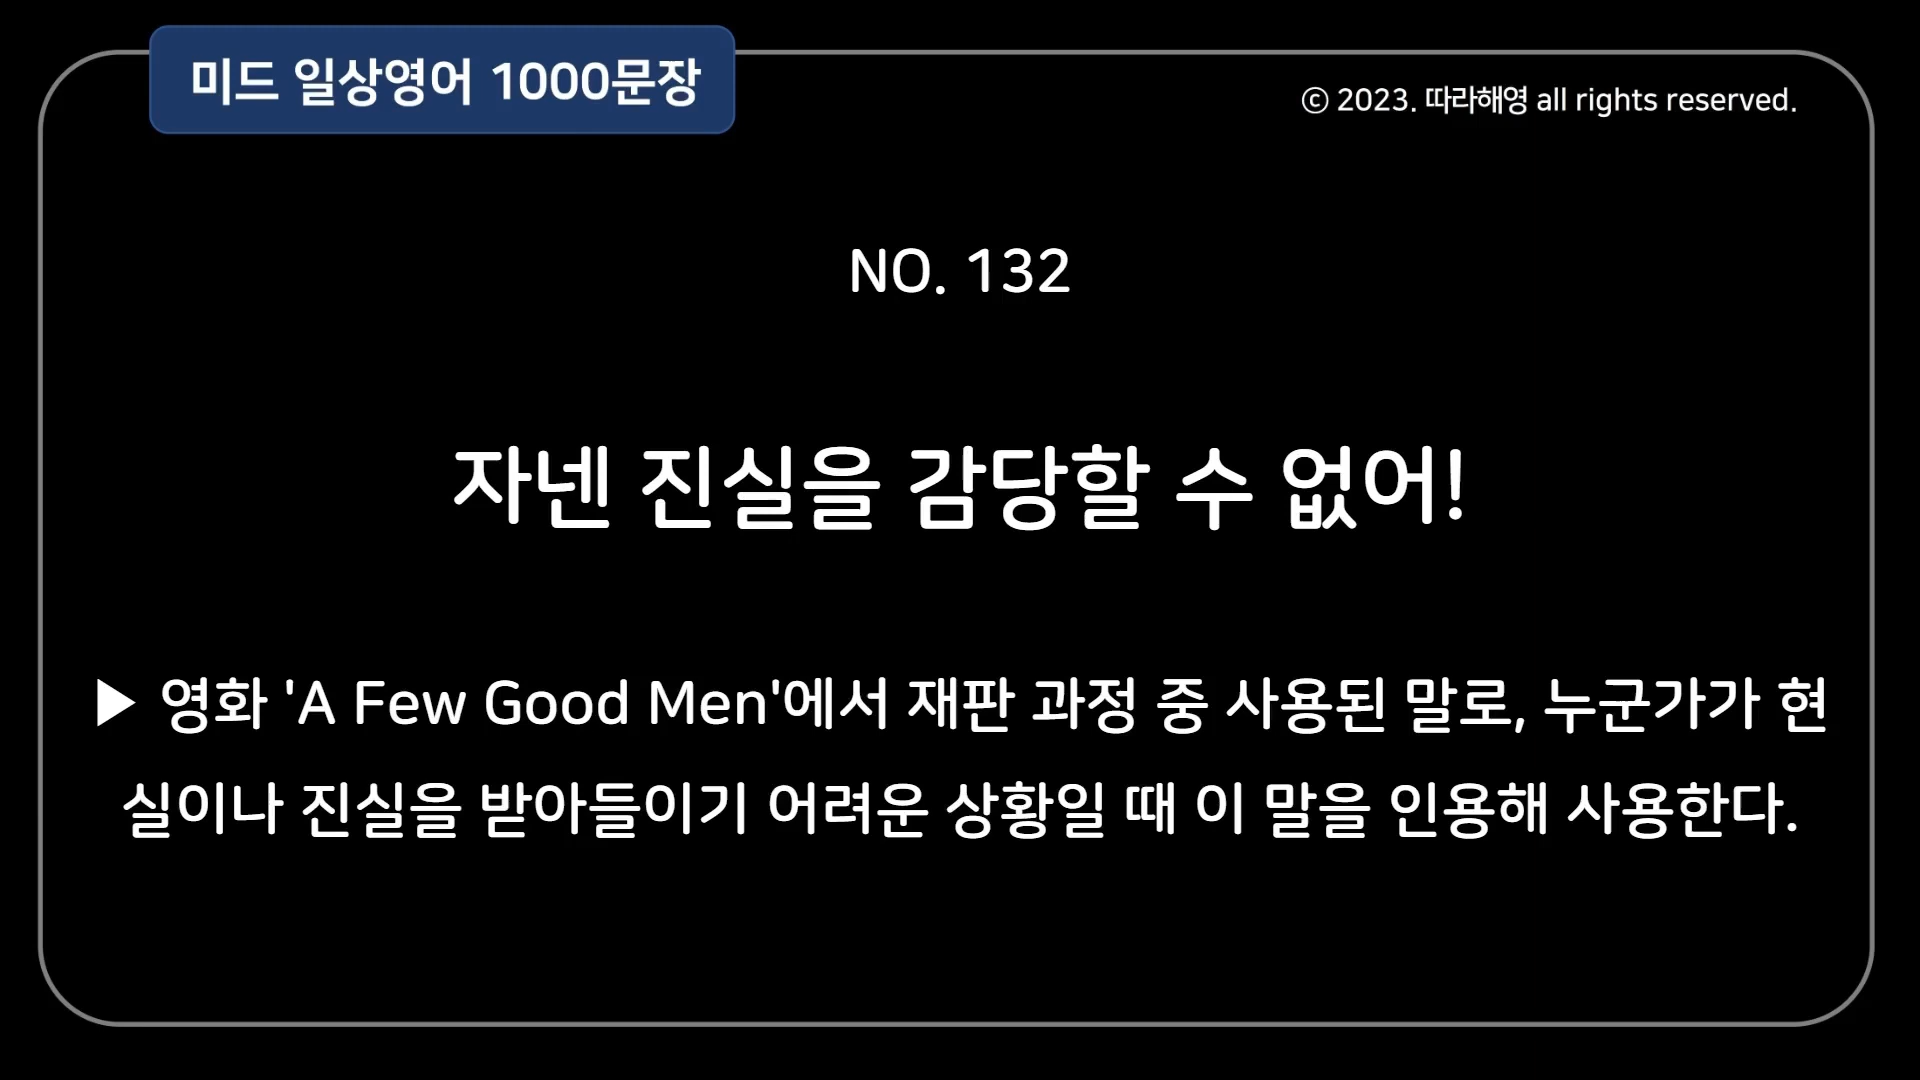 미드 일상영어 1000문장
ⓒ 2023. 따라해영 all rights reserved.
NO. 132
자넨 진실을 감당할 수 없어!
▶ 영화 'A Few Good Men'에서 재판 과정 중 사용된 말로, 누군가가 현
실이나 진실을 받아들이기 어려운 상황일 때 이 말을 인용해 사용한다.